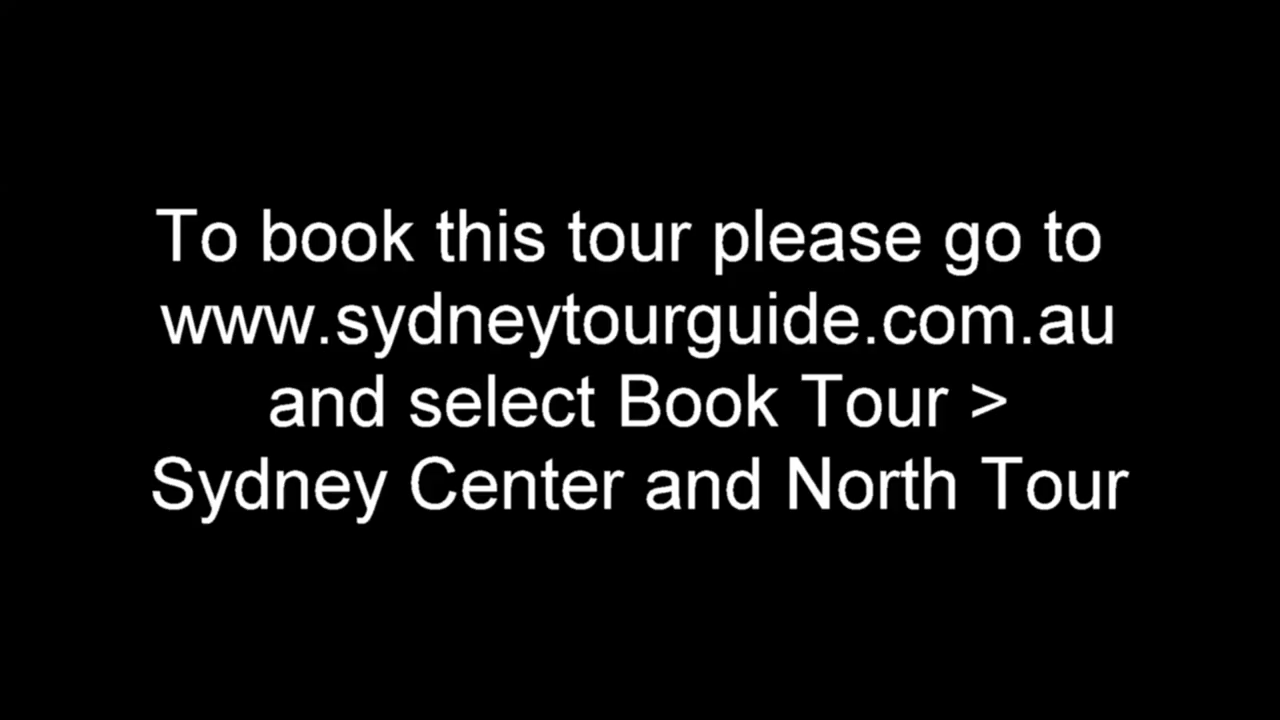 To book this tour please go to
www.sydneytourguide.com.au
and select Book Tour >
Sydney Center and North Tour